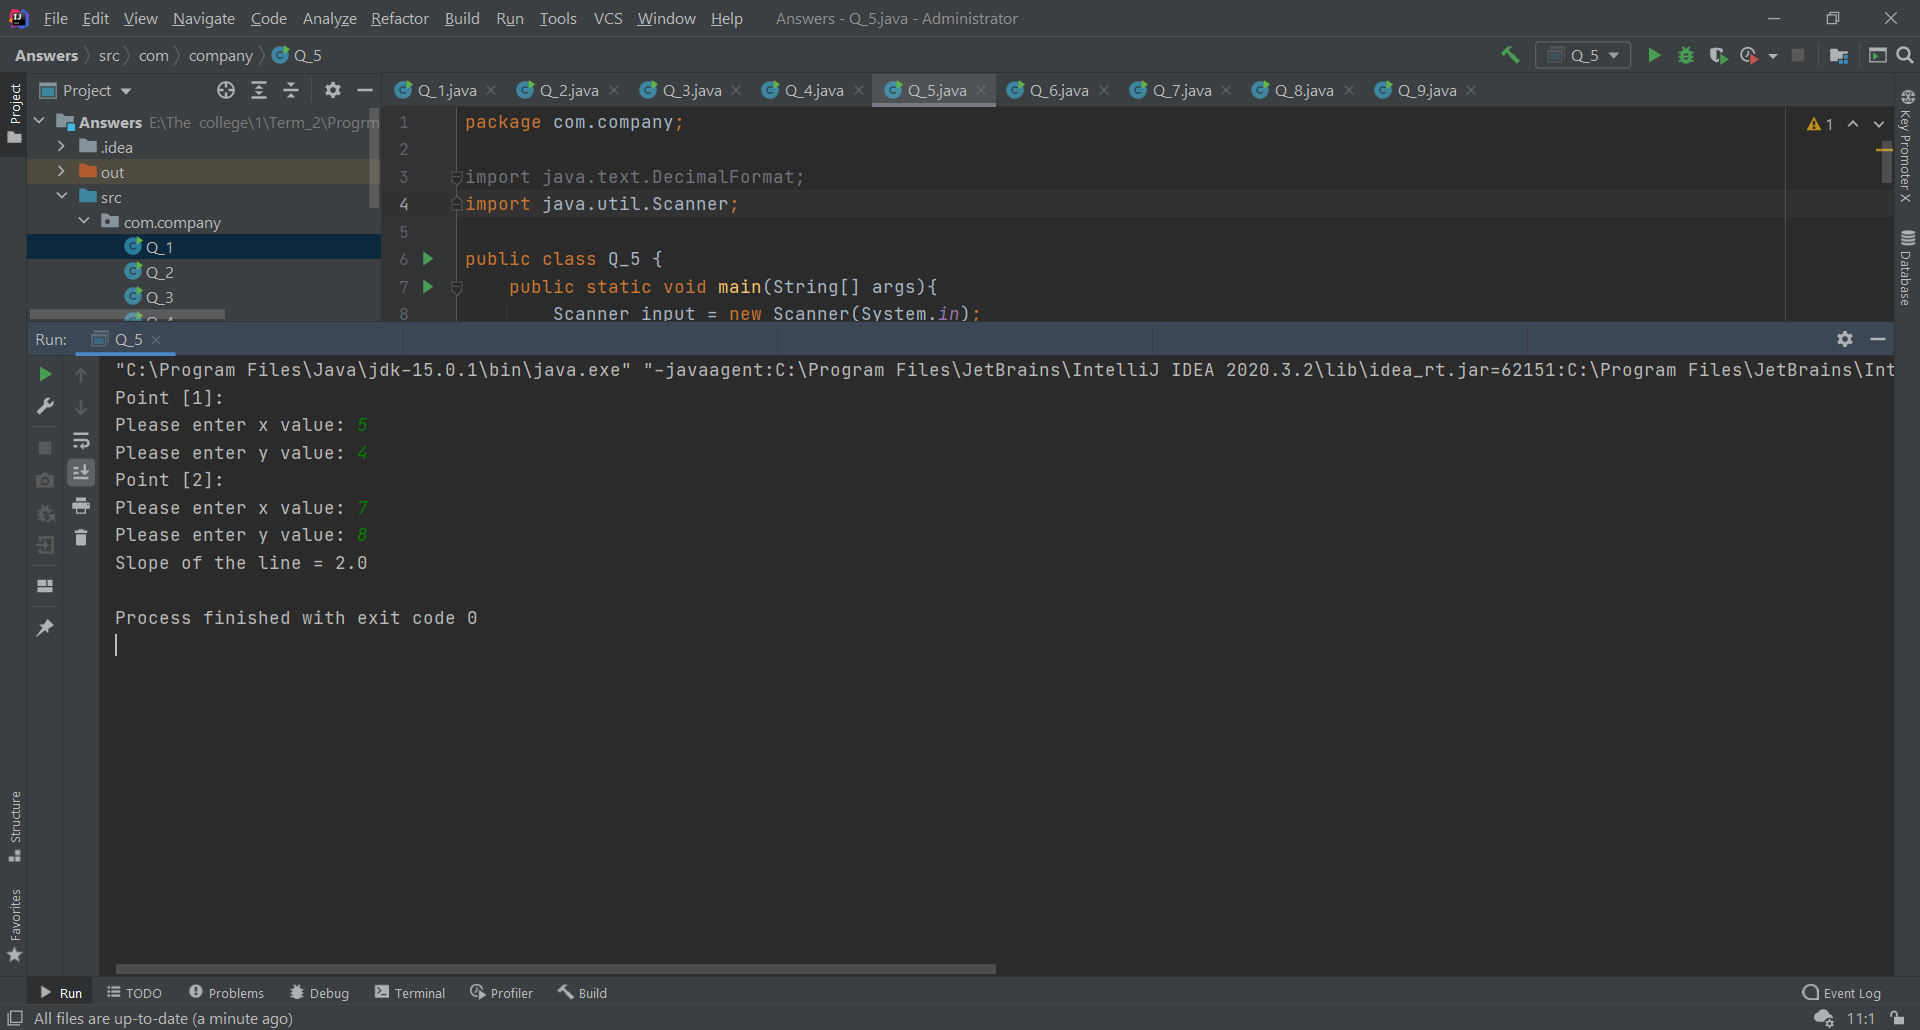 File Edit View Navigate Code Analyze Refactor Build Run Tools VCS Window Help Answers - Q_5.java - Administrator
Answers src com company Q_5
Q_5
Project
Project
Q_1.java Q_2.java Q_3.java Q_4.java Q_5.java Q_6.java Q_7.java Q_8.java Q_9.java
Answers E:\The college\1\Term_2\Progrm
.idea
out
src
com.company
Q_1
Q_2
Q_3
1 package com.company;
2
3 import java.text.DecimalFormat;
4 import java.util.Scanner;
5
6 public class Q_5 {
7 public static void main(String[] args){
8 Scanner input = new Scanner(System.in);
1
Key Promoter X
Database
Run: Q_5
"C:\Program Files\Java\jdk-15.0.1\bin\java.exe" "-javaagent:C:\Program Files\JetBrains\IntelliJ IDEA 2020.3.2\lib\idea_rt.jar=62151:C:\Program Files\JetBrains\Int
Point [1]:
Please enter x value: 5
Please enter y value: 4
Point [2]:
Please enter x value: 7
Please enter y value: 8
Slope of the line = 2.0
Process finished with exit code 0
Structure
Favorites
Run TODO Problems Debug Terminal Profiler Build Event Log
All files are up-to-date (a minute ago) 11:1